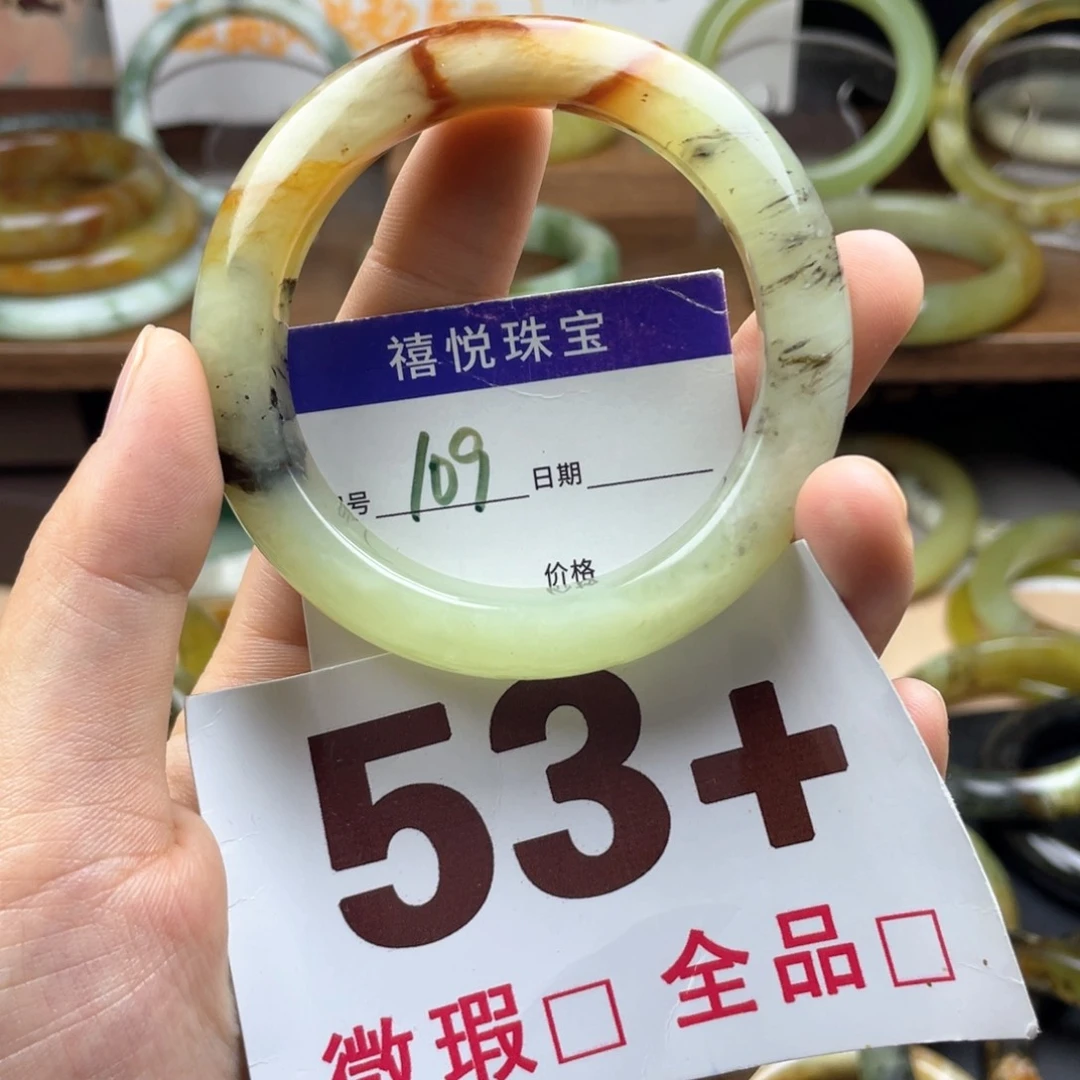 禧悦珠宝
号 109 日期
价格
53+
微瑕□ 全品□